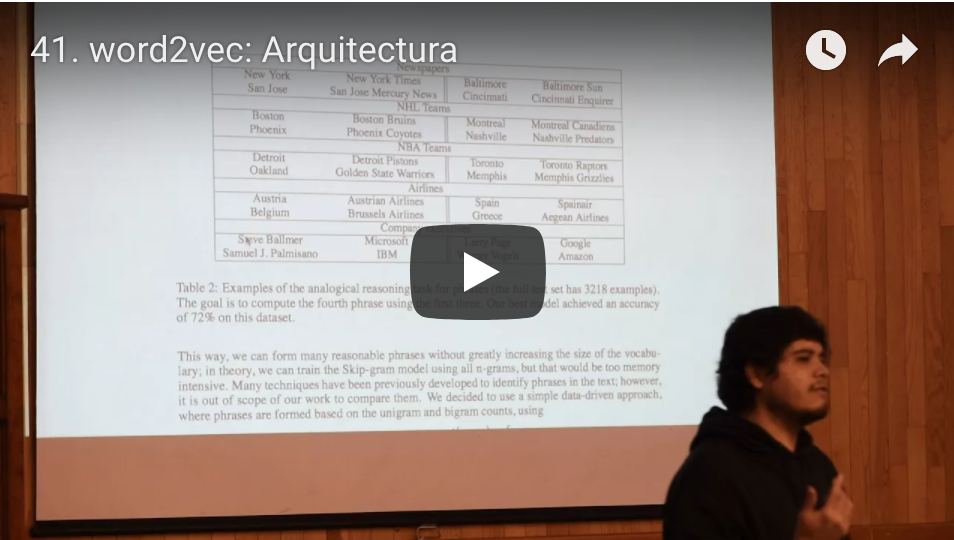 41. word2vec: Arquitectura
Newspapers
New York New York Times Baltimore Baltimore Sun
San Jose San Jose Mercury News Cincinnati Cincinnati Enquirer
NHL Teams
Boston Boston Bruins Montreal Montreal Canadiens
Phoenix Phoenix Coyotes Nashville Nashville Predators
NBA Teams
Detroit Detroit Pistons Toronto Toronto Raptors
Oakland Golden State Warriors Memphis Memphis Grizzlies
Airlines
Austria Austrian Airlines Spain Spainair
Belgium Brussels Airlines Greece Aegean Airlines
Company executives
Steve Ballmer Microsoft Larry Page Google
Samuel J. Palmisano IBM Werner Vogels Amazon
Table 2: Examples of the analogical reasoning task for phrases (the full test set has 3218 examples).
The goal is to compute the fourth phrase using the first three. Our best model achieved an accuracy
of 72% on this dataset.
This way, we can form many reasonable phrases without greatly increasing the size of the vocabu-
lary; in theory, we can train the Skip-gram model using all n-grams, but that would be too memory
intensive. Many techniques have been previously developed to identify phrases in the text; however,
it is out of scope of our work to compare them. We decided to use a simple data-driven approach,
where phrases are formed based on the unigram and bigram counts, using